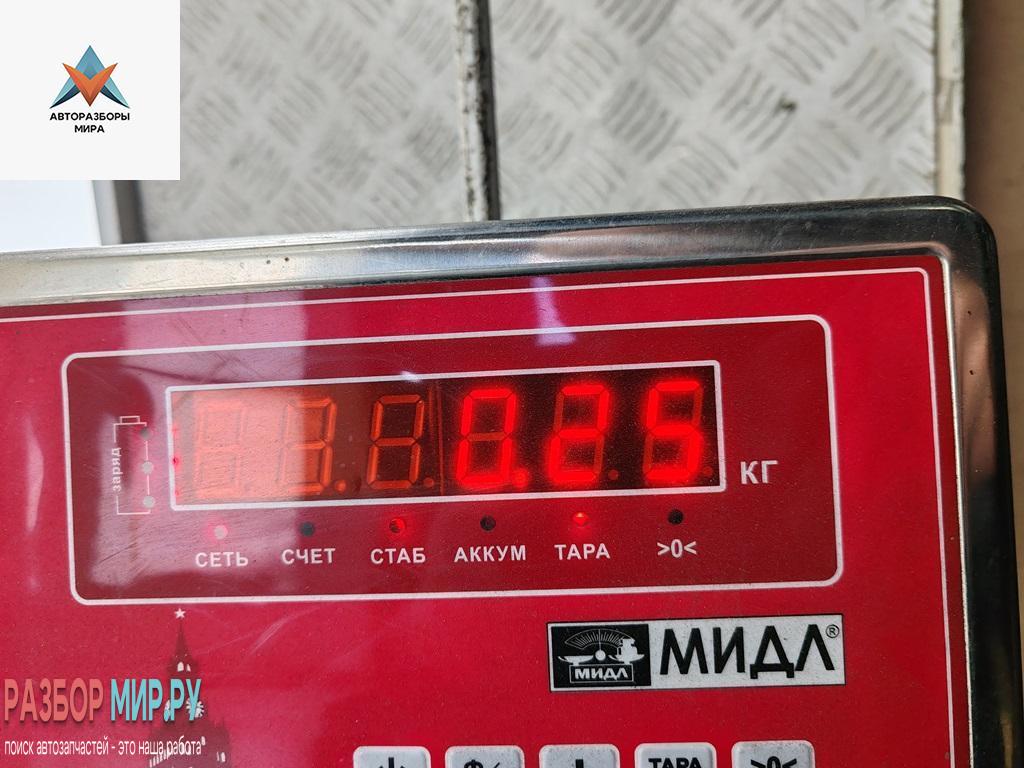 АВТОРАЗБОРЫ
МИРА
заряд
0.25
КГ
СЕТЬ СЧЕТ СТАБ АККУМ ТАРА >0<
МИДЛ МИДЛ®
РАЗБОР МИР.РУ
поиск автозапчастей - это наша работа
ТАРА >0<